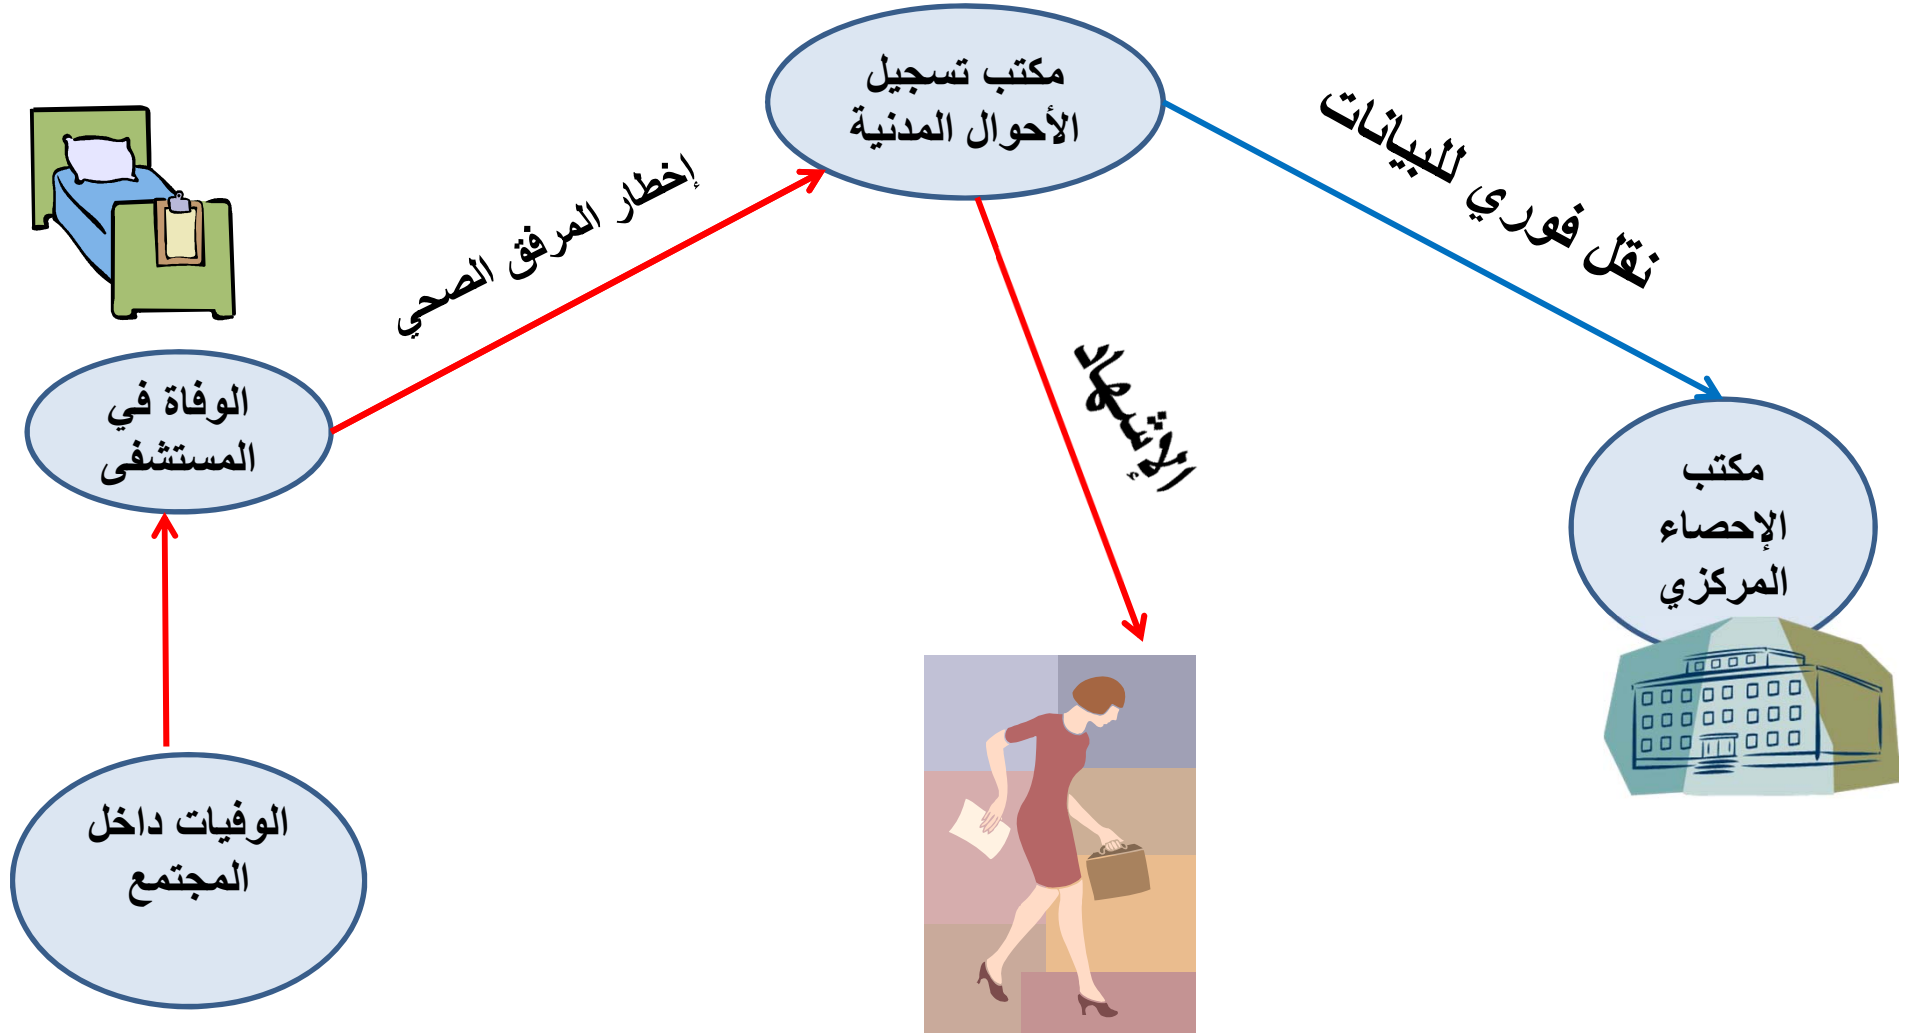 مكتب تسجيل
الأحوال المدنية
نقل فوري للبيانات
إخطار المرفق الصحي
الإشهاد
الوفاة في
المستشفى
مكتب
الإحصاء
المركزي
الوفيات داخل
المجتمع